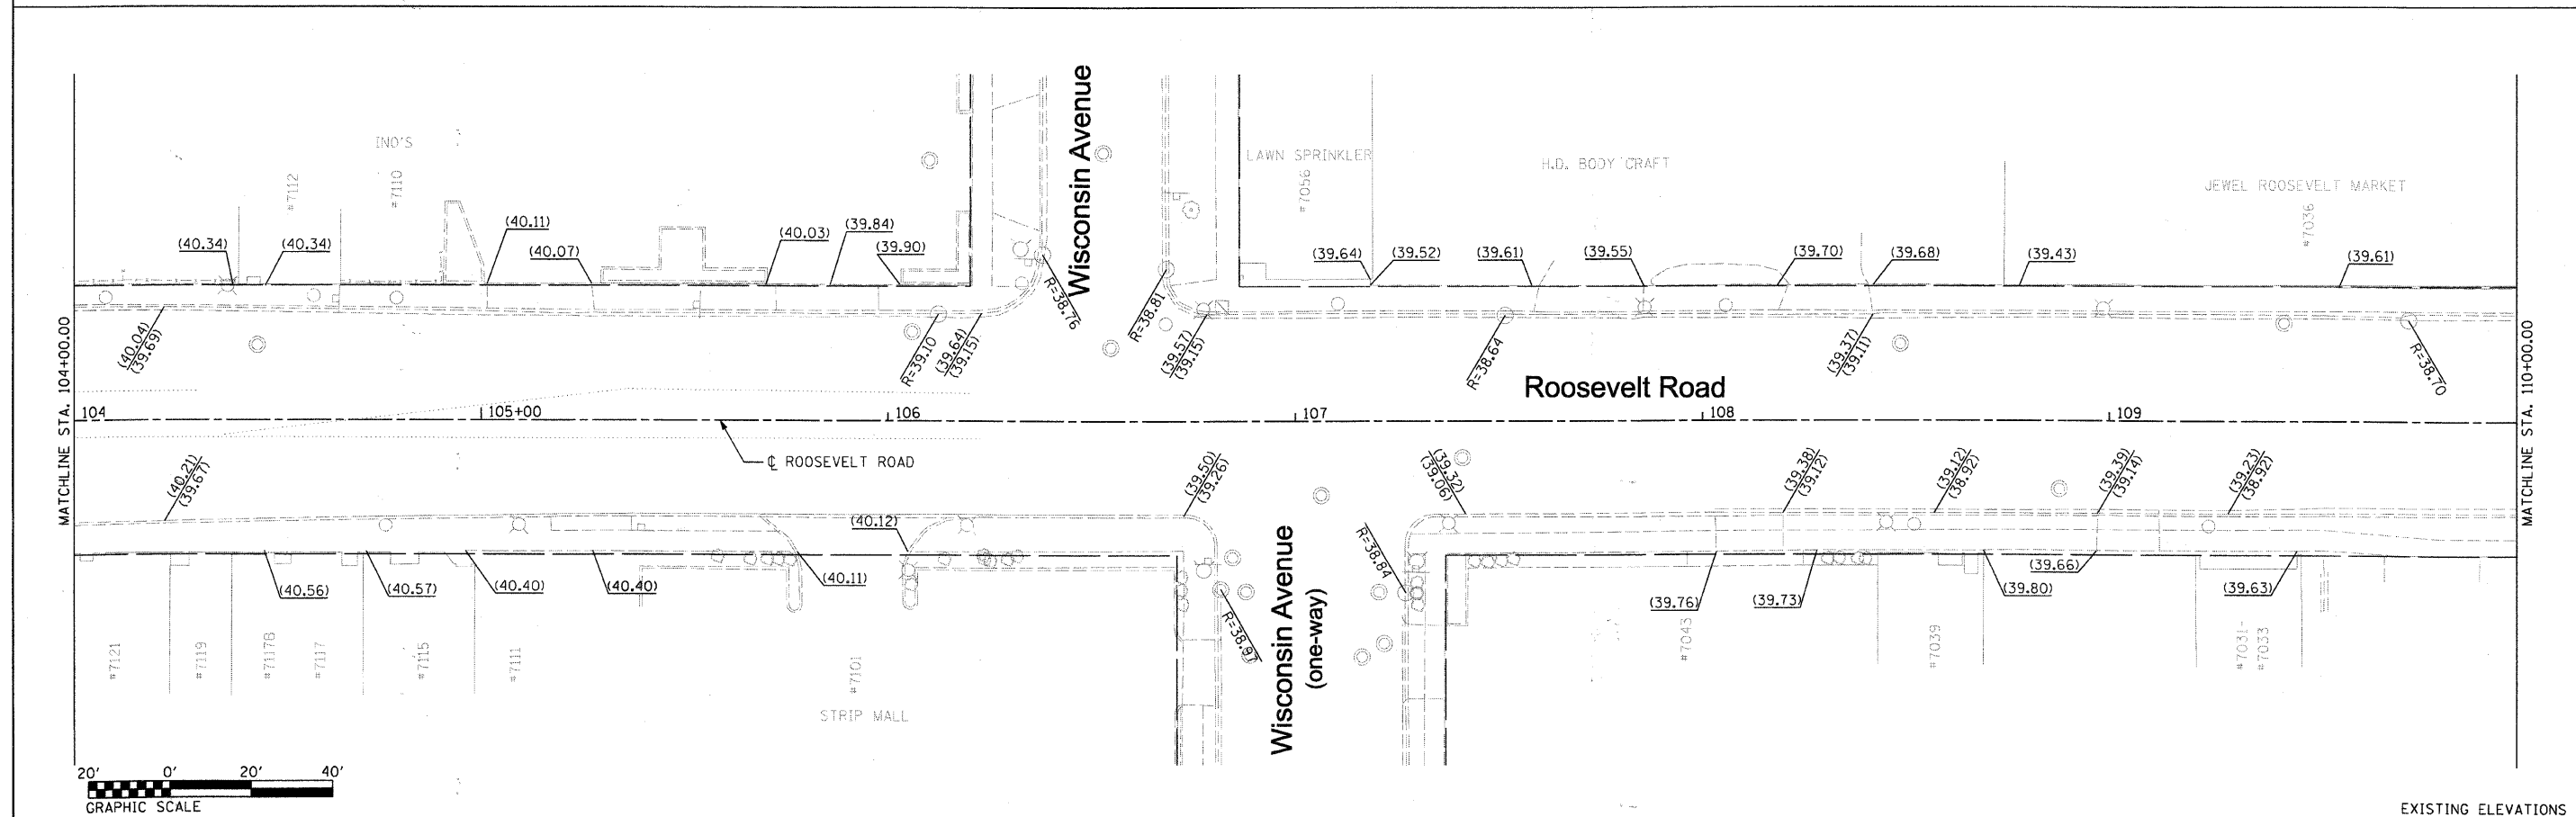 Wisconsin Avenue
INO'S
LAWN SPRINKLER
H.D. BODY CRAFT
JEWEL ROOSEVELT MARKET
#7112
#7110
#7056
#7036
(40.34)
(40.34)
(40.11)
(40.07)
(40.03)
(39.84)
(39.90)
(39.64)
(39.52)
(39.61)
(39.55)
(39.70)
(39.68)
(39.43)
(39.61)
(40.04)
(39.69)
R=39.10
(39.64)
(39.15)
R=38.76
R=38.81
(39.57)
(39.15)
R=38.64
(39.37)
(39.11)
R=38.70
Roosevelt Road
MATCHLINE STA. 104+00.00
104
105+00
106
107
108
109
MATCHLINE STA. 110+00.00
℄ ROOSEVELT ROAD
(40.21)
(39.67)
(39.50)
(39.26)
(39.32)
(39.06)
(39.38)
(39.12)
(39.12)
(38.92)
(39.39)
(39.14)
(39.23)
(38.92)
(40.12)
(40.56)
(40.57)
(40.40)
(40.40)
(40.11)
R=38.97
R=38.84
(39.76)
(39.73)
(39.80)
(39.66)
(39.63)
Wisconsin Avenue
(one-way)
#7121
#7119
#7117B
#7117
#7115
#7111
#7101
STRIP MALL
#7043
#7039
#7031-
#7033
20' 0' 20' 40'
GRAPHIC SCALE
EXISTING ELEVATIONS